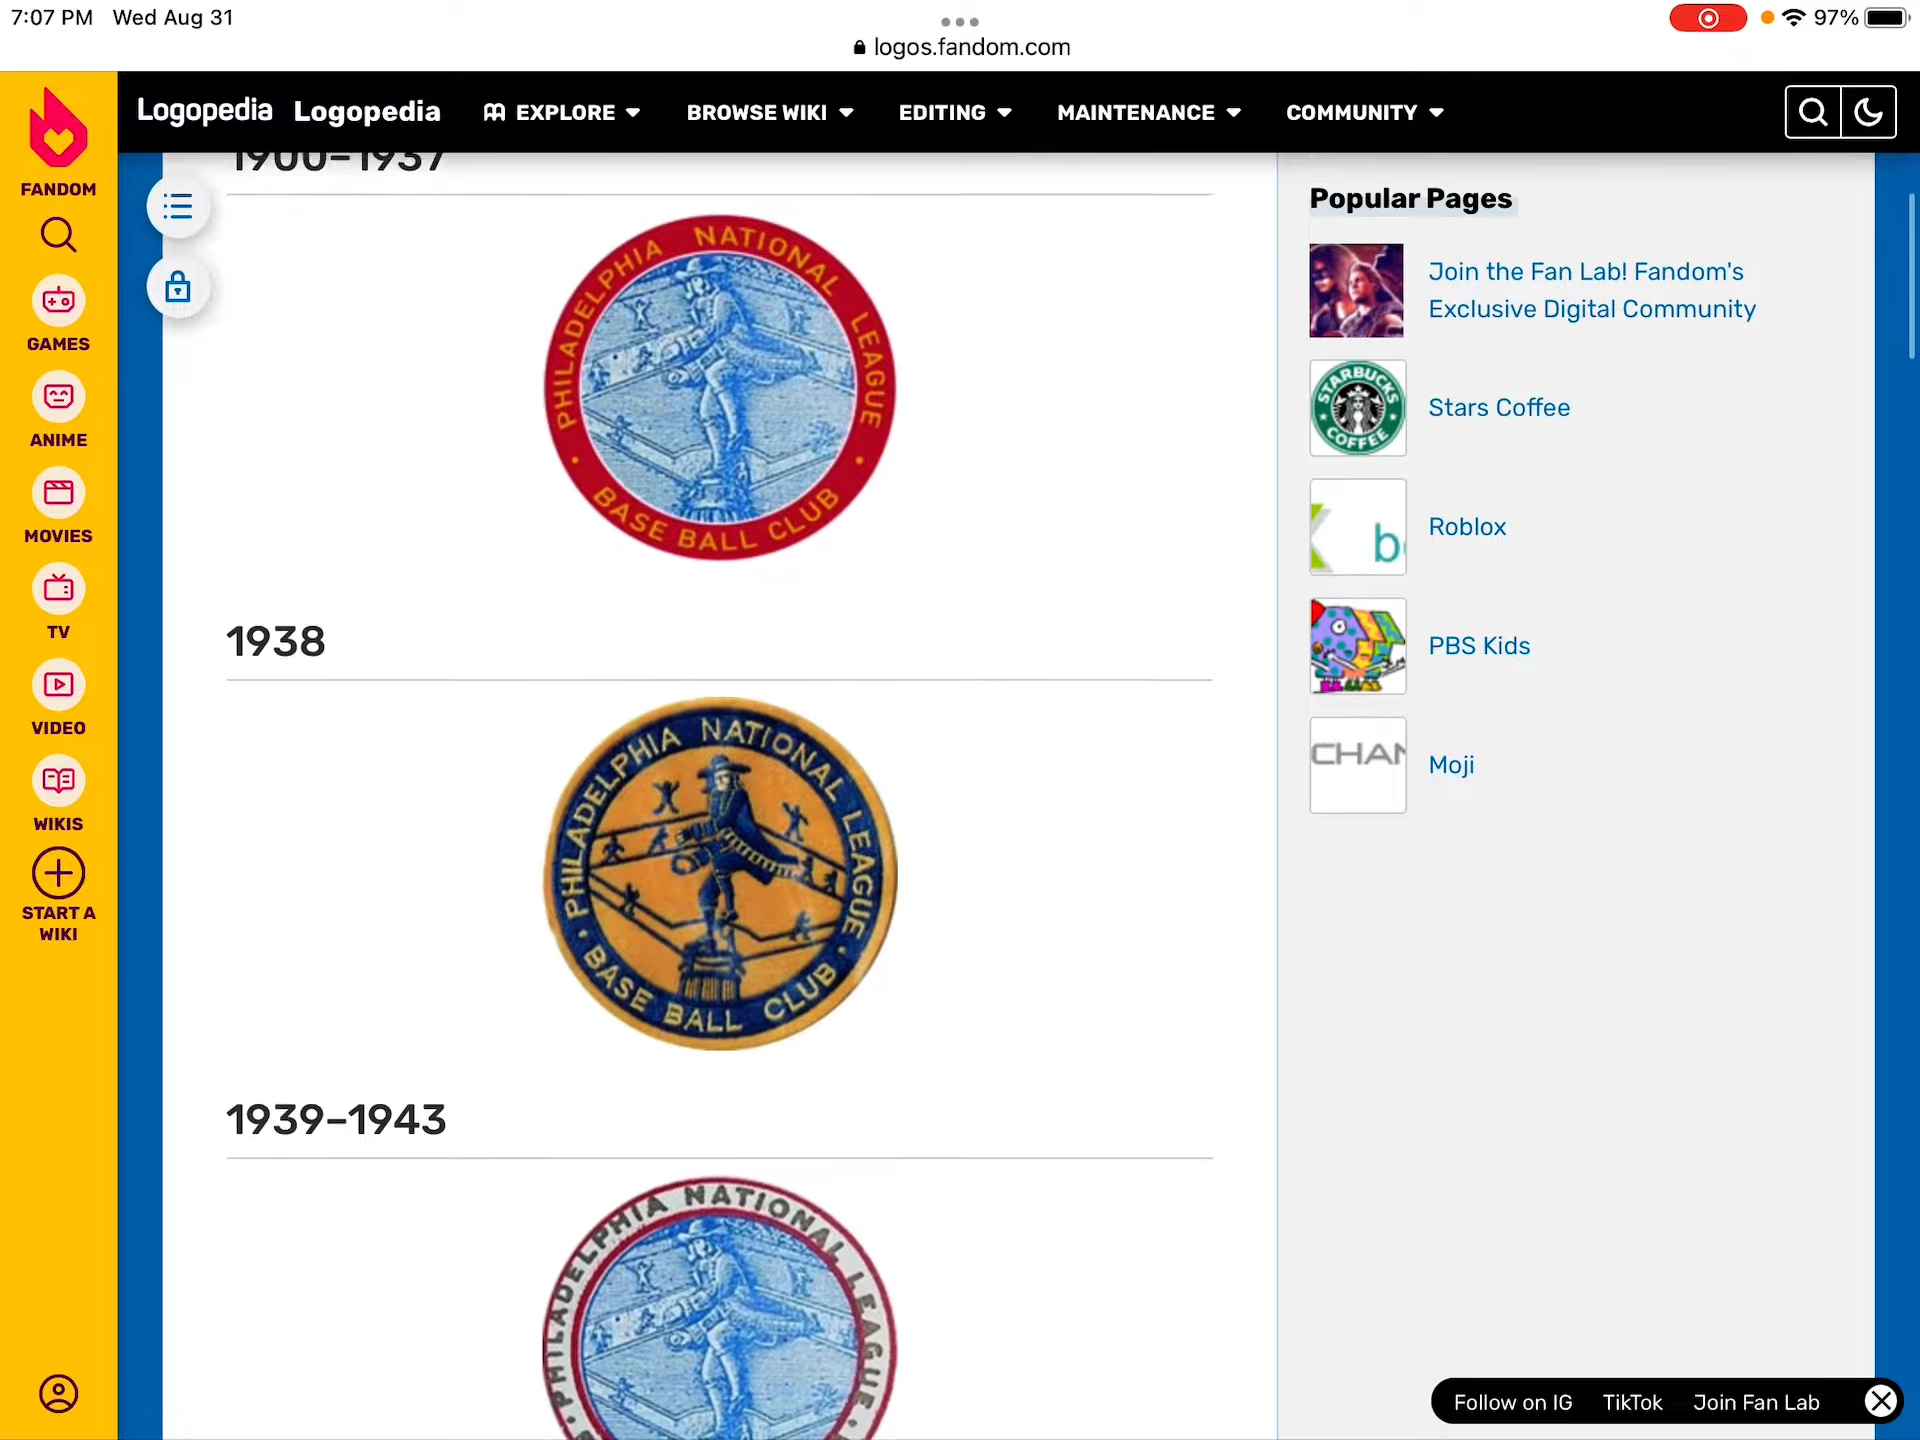 7:07 PM Wed Aug 31
97%
logos.fandom.com
Logopedia Logopedia EXPLORE BROWSE WIKI EDITING MAINTENANCE COMMUNITY
FANDOM
GAMES
ANIME
MOVIES
TV
VIDEO
WIKIS
START A
WIKI
1900–1937
PHILADELPHIA NATIONAL LEAGUE
BASE BALL CLUB
1938
PHILADELPHIA NATIONAL LEAGUE
BASE BALL CLUB
1939–1943
PHILADELPHIA NATIONAL LEAGUE
Popular Pages
Join the Fan Lab! Fandom's
Exclusive Digital Community
STARBUCKS
COFFEE
Stars Coffee
b
Roblox
PBS Kids
CHAN
Moji
Follow on IG TikTok Join Fan Lab